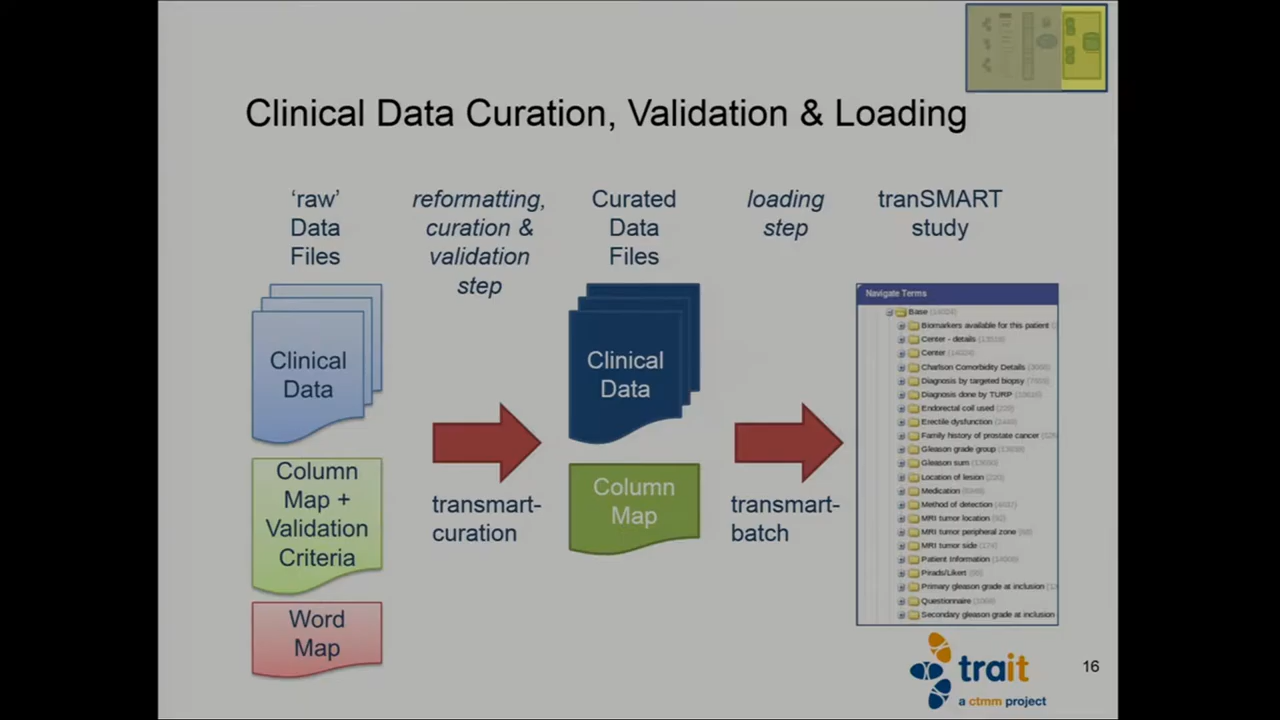 Clinical Data Curation, Validation & Loading
‘raw’
Data
Files
reformatting,
curation &
validation
step
Curated
Data
Files
loading
step
tranSMART
study
Clinical
Data
Column
Map +
Validation
Criteria
Word
Map
transmart-
curation
Clinical
Data
Column
Map
transmart-
batch
Navigate Terms
Base
Biomarkers available for this patient
Center - details
Center
Charlson Comorbidity Details
Diagnosis by targeted biopsy
Diagnosis done by TURP
Endorectal coil used
Erectile dysfunction
Family history of prostate cancer
Gleason grade group
Gleason sum
Location of lesion
Medication
Method of detection
MRI tumor location
MRI tumor peripheral zone
MRI tumor side
Patient Information
Pirads/Likert
Primary gleason grade at inclusion
Questionnaire
Secondary gleason grade at inclusion
trait
a ctmm project
16